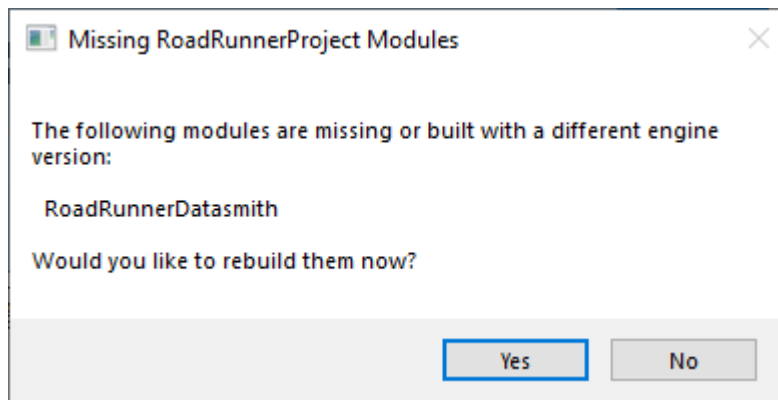 Missing RoadRunnerProject Modules
The following modules are missing or built with a different engine
version:
RoadRunnerDatasmith
Would you like to rebuild them now?
Yes No